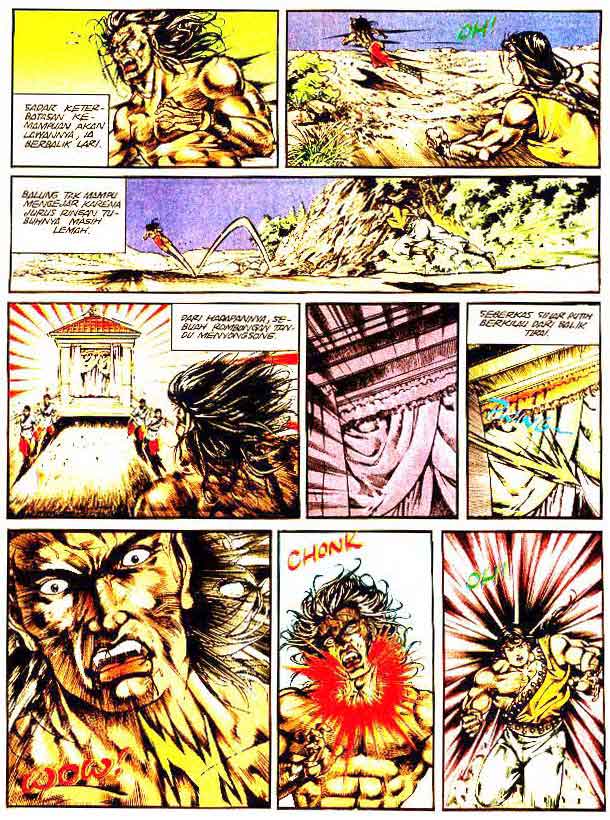 SADAR KETER-
BATASAN KE-
MAMPUAN AKAN
LAWANNYA, IA
BERBALIK LARI.
OH!
BALUNG TAK MAMPU
MENGEJAR KARENA
JURUS RINGAN TU-
BUHNYA MASIH
LEMAH.
DARI HADAPANNYA, SE-
BUAH ROMBONGAN TAN-
DU MENYONGSONG.
SEBERKAS SINAR PUTIH
BERKILAU DARI BALIK
TIRAI.
WOW!
CHONK
OH!